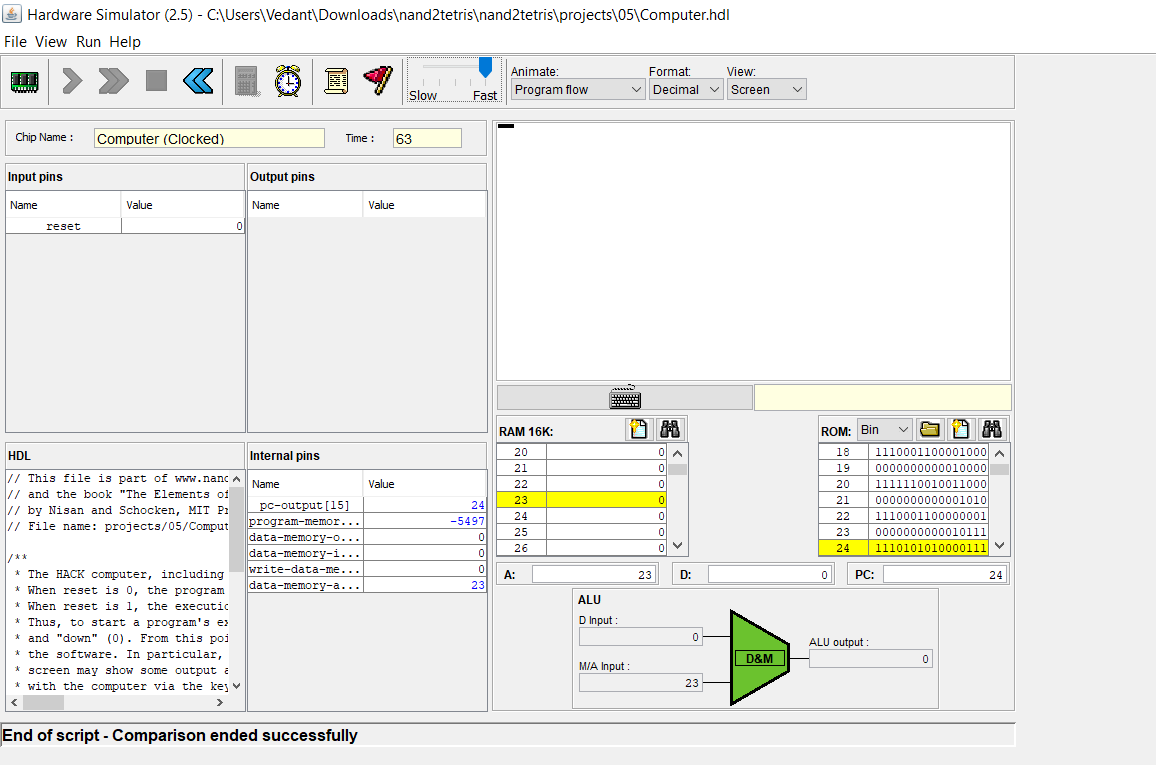 Hardware Simulator (2.5) - C:\Users\Vedant\Downloads\nand2tetris\nand2tetris\projects\05\Computer.hdl
File View Run Help
Slow Fast
Animate: Format: View:
Program flow Decimal Screen
Chip Name : Computer (Clocked) Time : 63
Input pins
Name Value
reset 0
Output pins
Name Value
HDL
// This file is part of www.nand
// and the book "The Elements of
// by Nisan and Schocken, MIT Pr
// File name: projects/05/Comput
/**
* The HACK computer, including
* When reset is 0, the program
* When reset is 1, the executio
* Thus, to start a program's ex
* and "down" (0). From this poi
* the software. In particular,
* screen may show some output a
* with the computer via the key
Internal pins
Name Value
pc-output[15] 24
program-memor... -5497
data-memory-o... 0
data-memory-i... 0
write-data-me... 0
data-memory-a... 23
RAM 16K:
20 0
21 0
22 0
23 0
24 0
25 0
26 0
ROM: Bin
18 1110001100001000
19 0000000000010000
20 1111110010011000
21 0000000000001010
22 1110001100000001
23 0000000000010111
24 1110101010000111
A: 23 D: 0 PC: 24
ALU
D Input :
0
M/A Input :
23
D&M
ALU output :
0
End of script - Comparison ended successfully